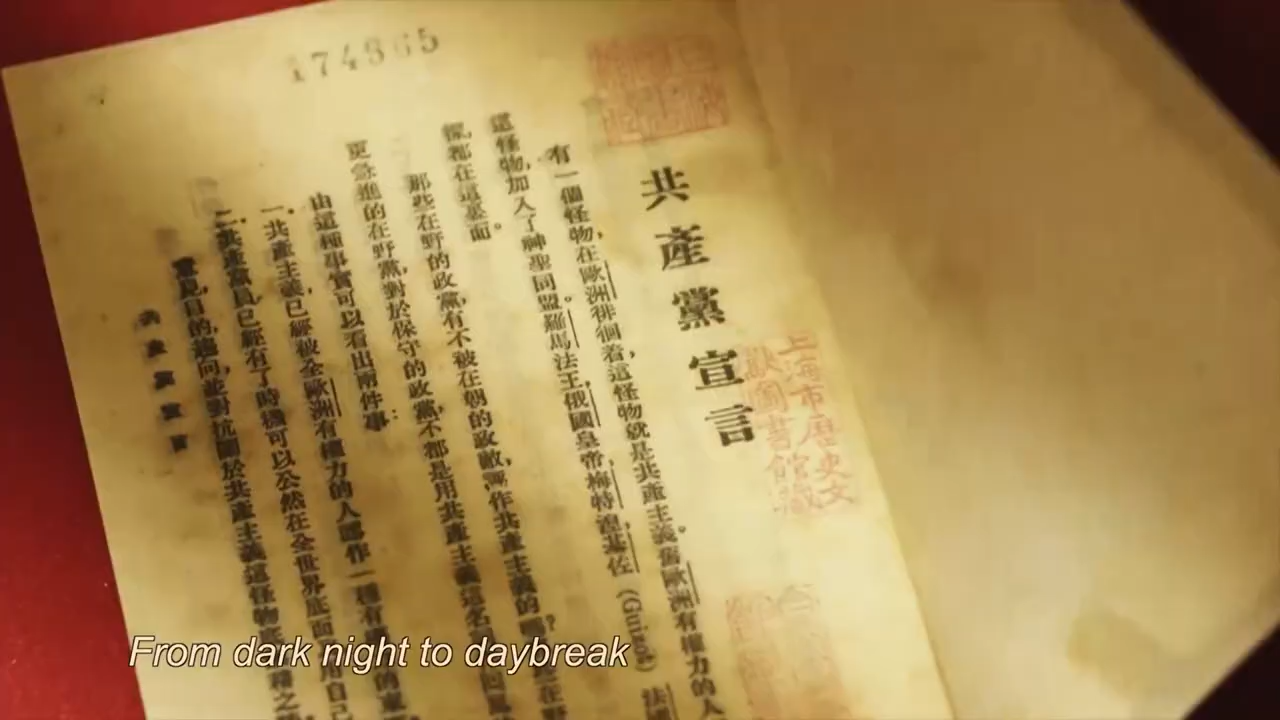 174365
共產黨宣言
有一個怪物，在歐洲徘徊着，這怪物就是共產主義。舊歐洲有權力的人
這怪物，加入了神聖同盟。羅馬法王，俄國皇帝，梅特湼，基佐（Guizot）法國
探，都在這裏面。
那些在野的政黨，有不被在朝的政敵，誣作共產主義的嗎？在野
更急進的在野黨，對於保守的政黨，不都是用共產主義這名
由這種事實可以看出兩件事：
一，共產主義，已經被全歐洲有權力的人認作一種有的東
二，共產黨員，已經有了時機可以公然在全世界底面用自己
意見，目的，趨向，並對抗關於共產主義這怪物種之
共產黨宣言
上海市歷史文
獻圖書館藏
From dark night to daybreak